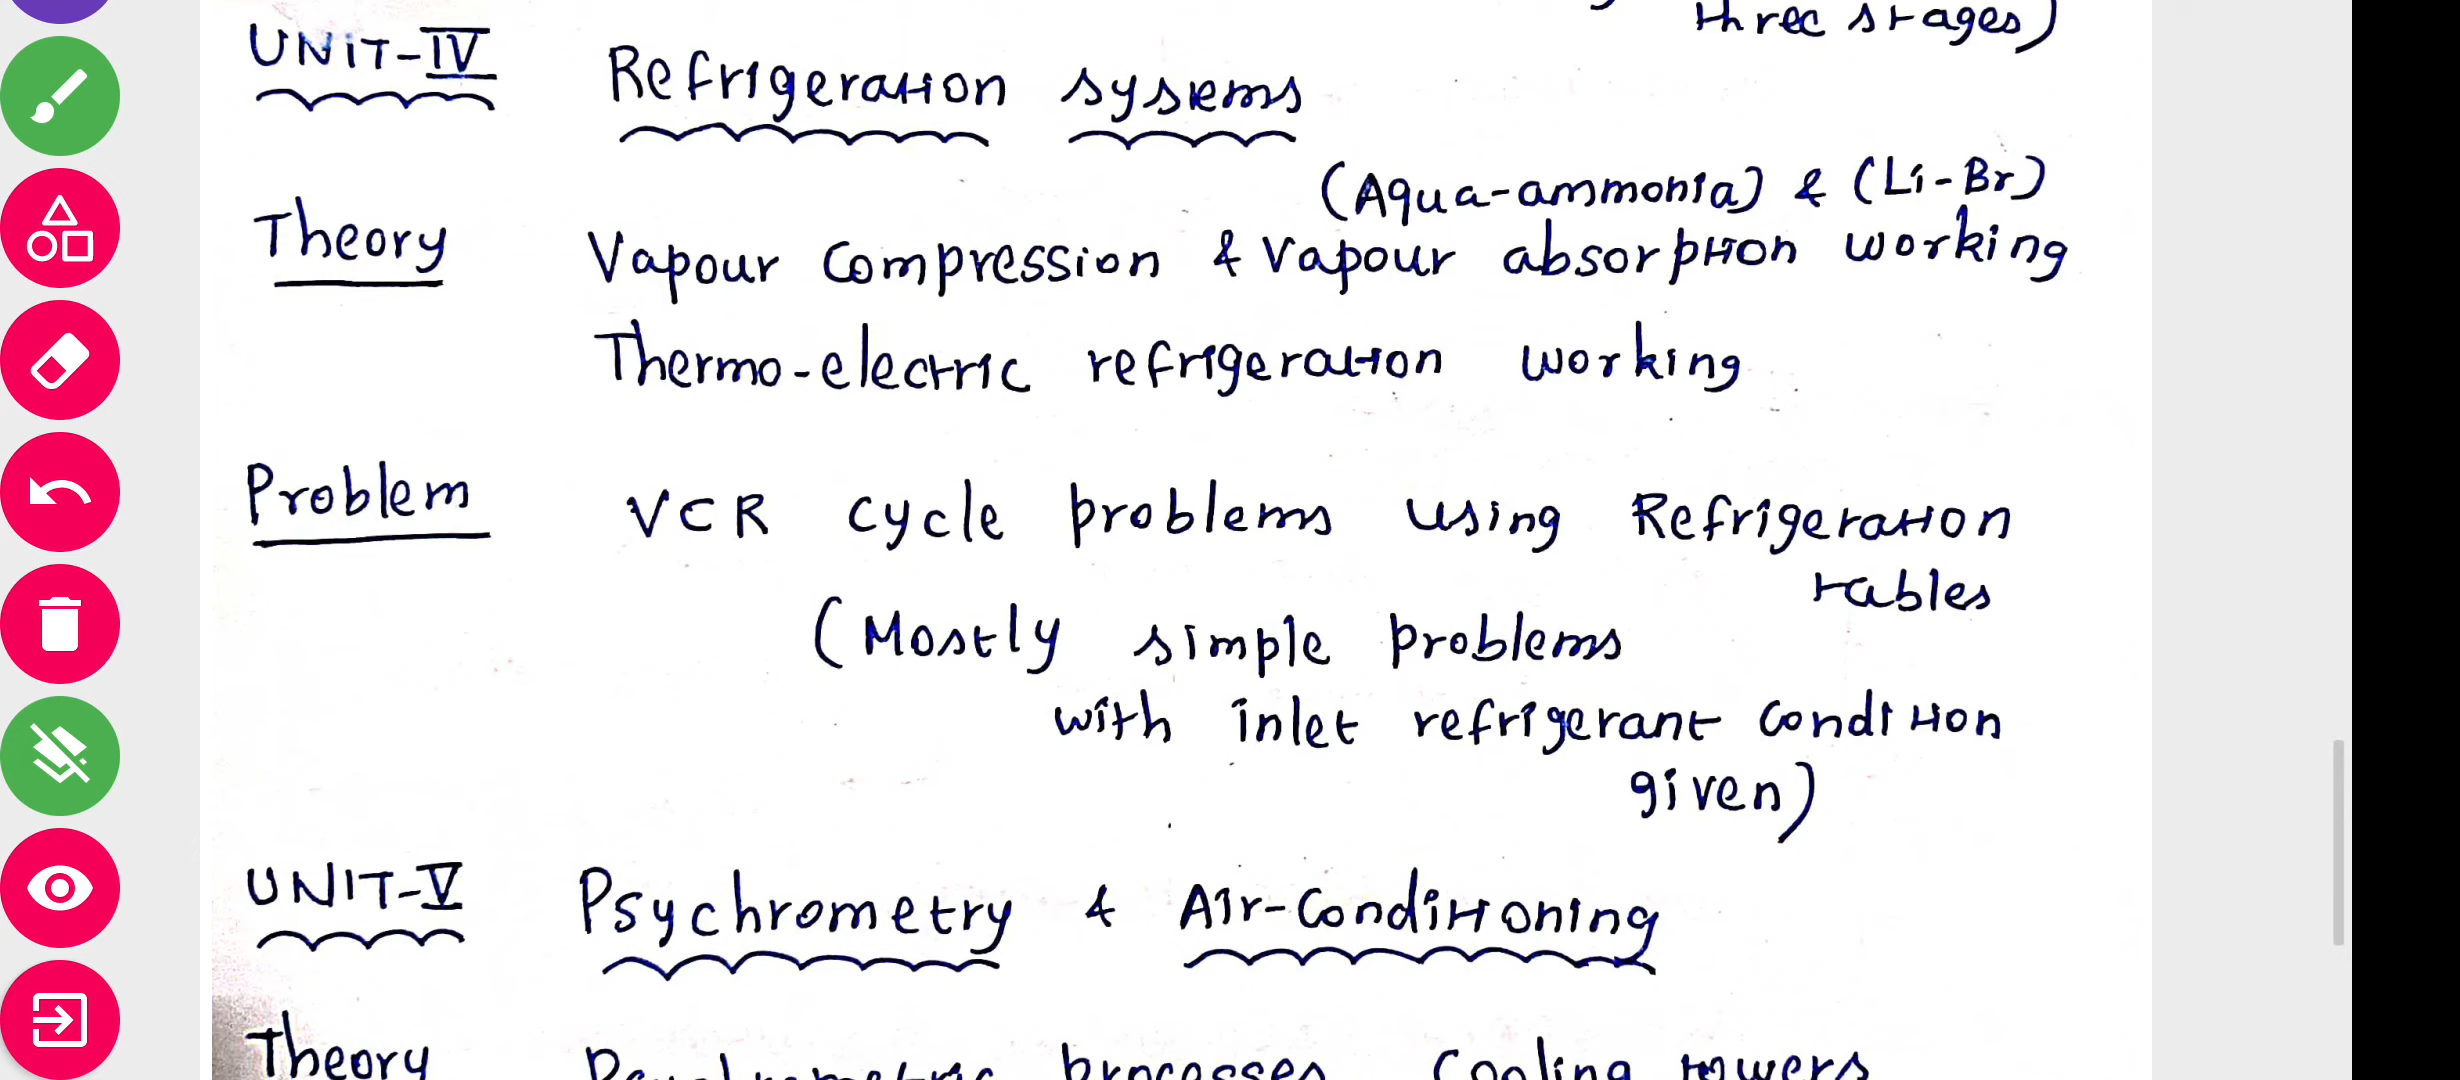 three stages)
UNIT-IV Refrigeration systems
(Aqua-ammonia) & (Li-Br)
Theory Vapour compression & Vapour absorption working
Thermo-electric refrigeration working
Problem VCR cycle problems using Refrigeration
tables
(Mostly simple problems
with inlet refrigerant condition
given)
UNIT-V Psychrometry & Air-Conditioning
Theory Psychrometric processes Cooling towers